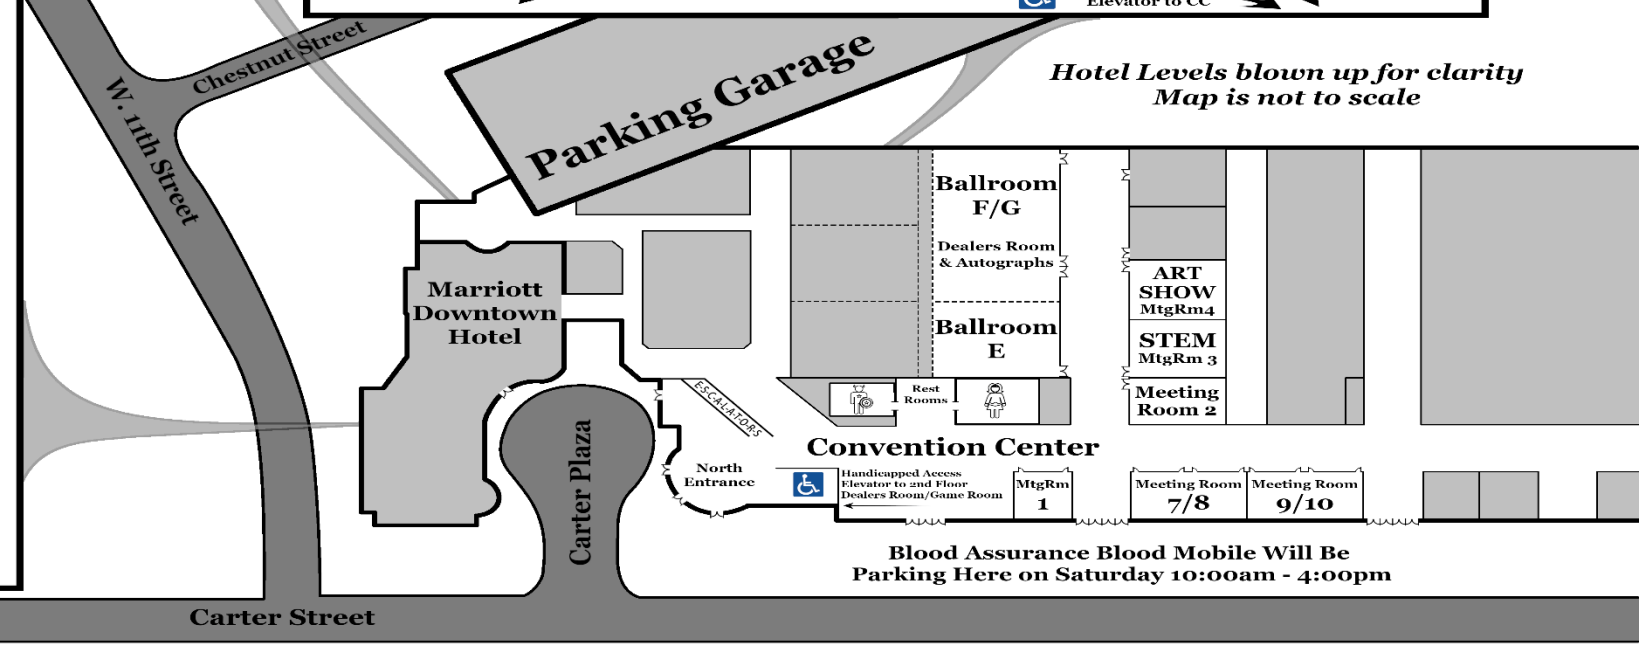 Elevator to CC
Chestnut Street
W. 11th Street
Parking Garage
Hotel Levels blown up for clarity
Map is not to scale
Ballroom
F/G
Dealers Room
& Autographs
ART
SHOW
MtgRm4
Marriott
Downtown
Hotel
Ballroom
E
STEM
MtgRm 3
E-S-C-A-L-A-T-O-R-S
Rest
Rooms
Meeting
Room 2
Carter Plaza
Convention Center
North
Entrance
Handicapped Access
Elevator to 2nd Floor
Dealers Room/Game Room
MtgRm
1
Meeting Room
7/8
Meeting Room
9/10
Blood Assurance Blood Mobile Will Be
Parking Here on Saturday 10:00am - 4:00pm
Carter Street